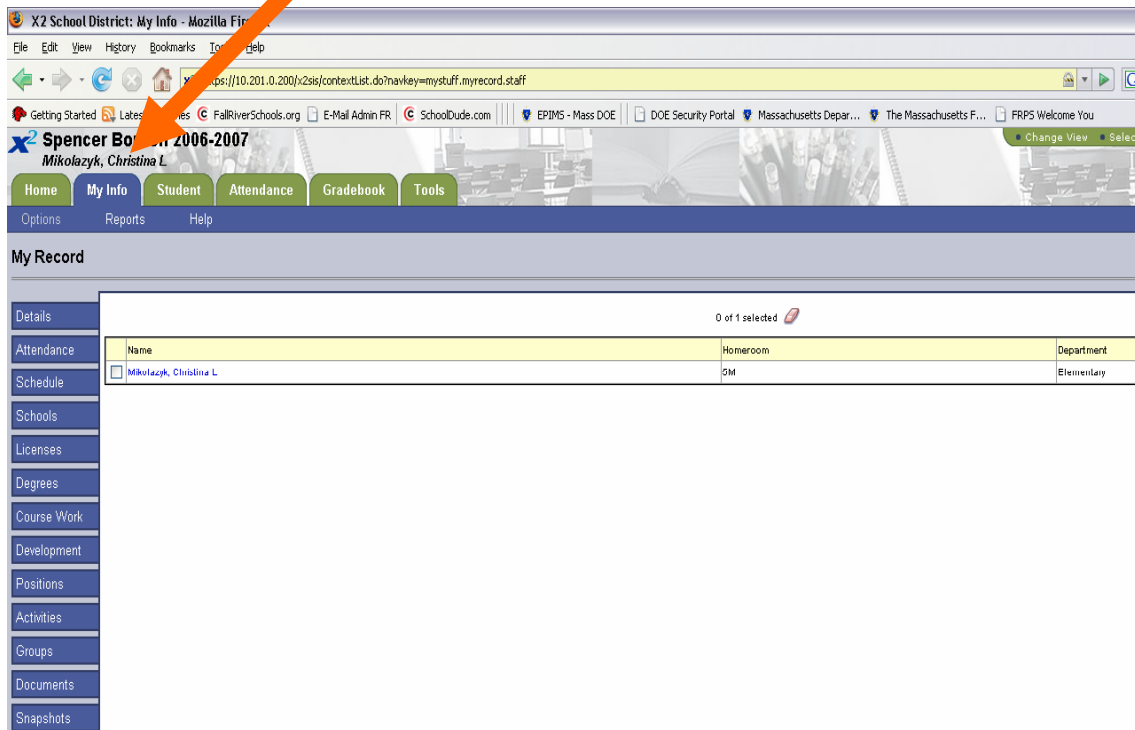 X2 School District: My Info - Mozilla Fir
File Edit View History Bookmarks Help
ps://10.201.0.200/x2sis/contextList.do?navkey=mystuff.myrecord.staff
Getting Started FallRiverSchools.org E-Mail Admin FR SchoolDude.com EPIMS - Mass DOE DOE Security Portal Massachusetts Depar... The Massachusetts F... FRPS Welcome You
x2 Spencer 2006-2007 Change View Selec
Mikolazyk, Christina L
Home My Info Student Attendance Gradebook Tools
Options Reports Help
My Record
0 of 1 selected
Name Homeroom Department
Mikolazyk, Christina L 5M Elementary
Details
Attendance
Schedule
Schools
Licenses
Degrees
Course Work
Development
Positions
Activities
Groups
Documents
Snapshots